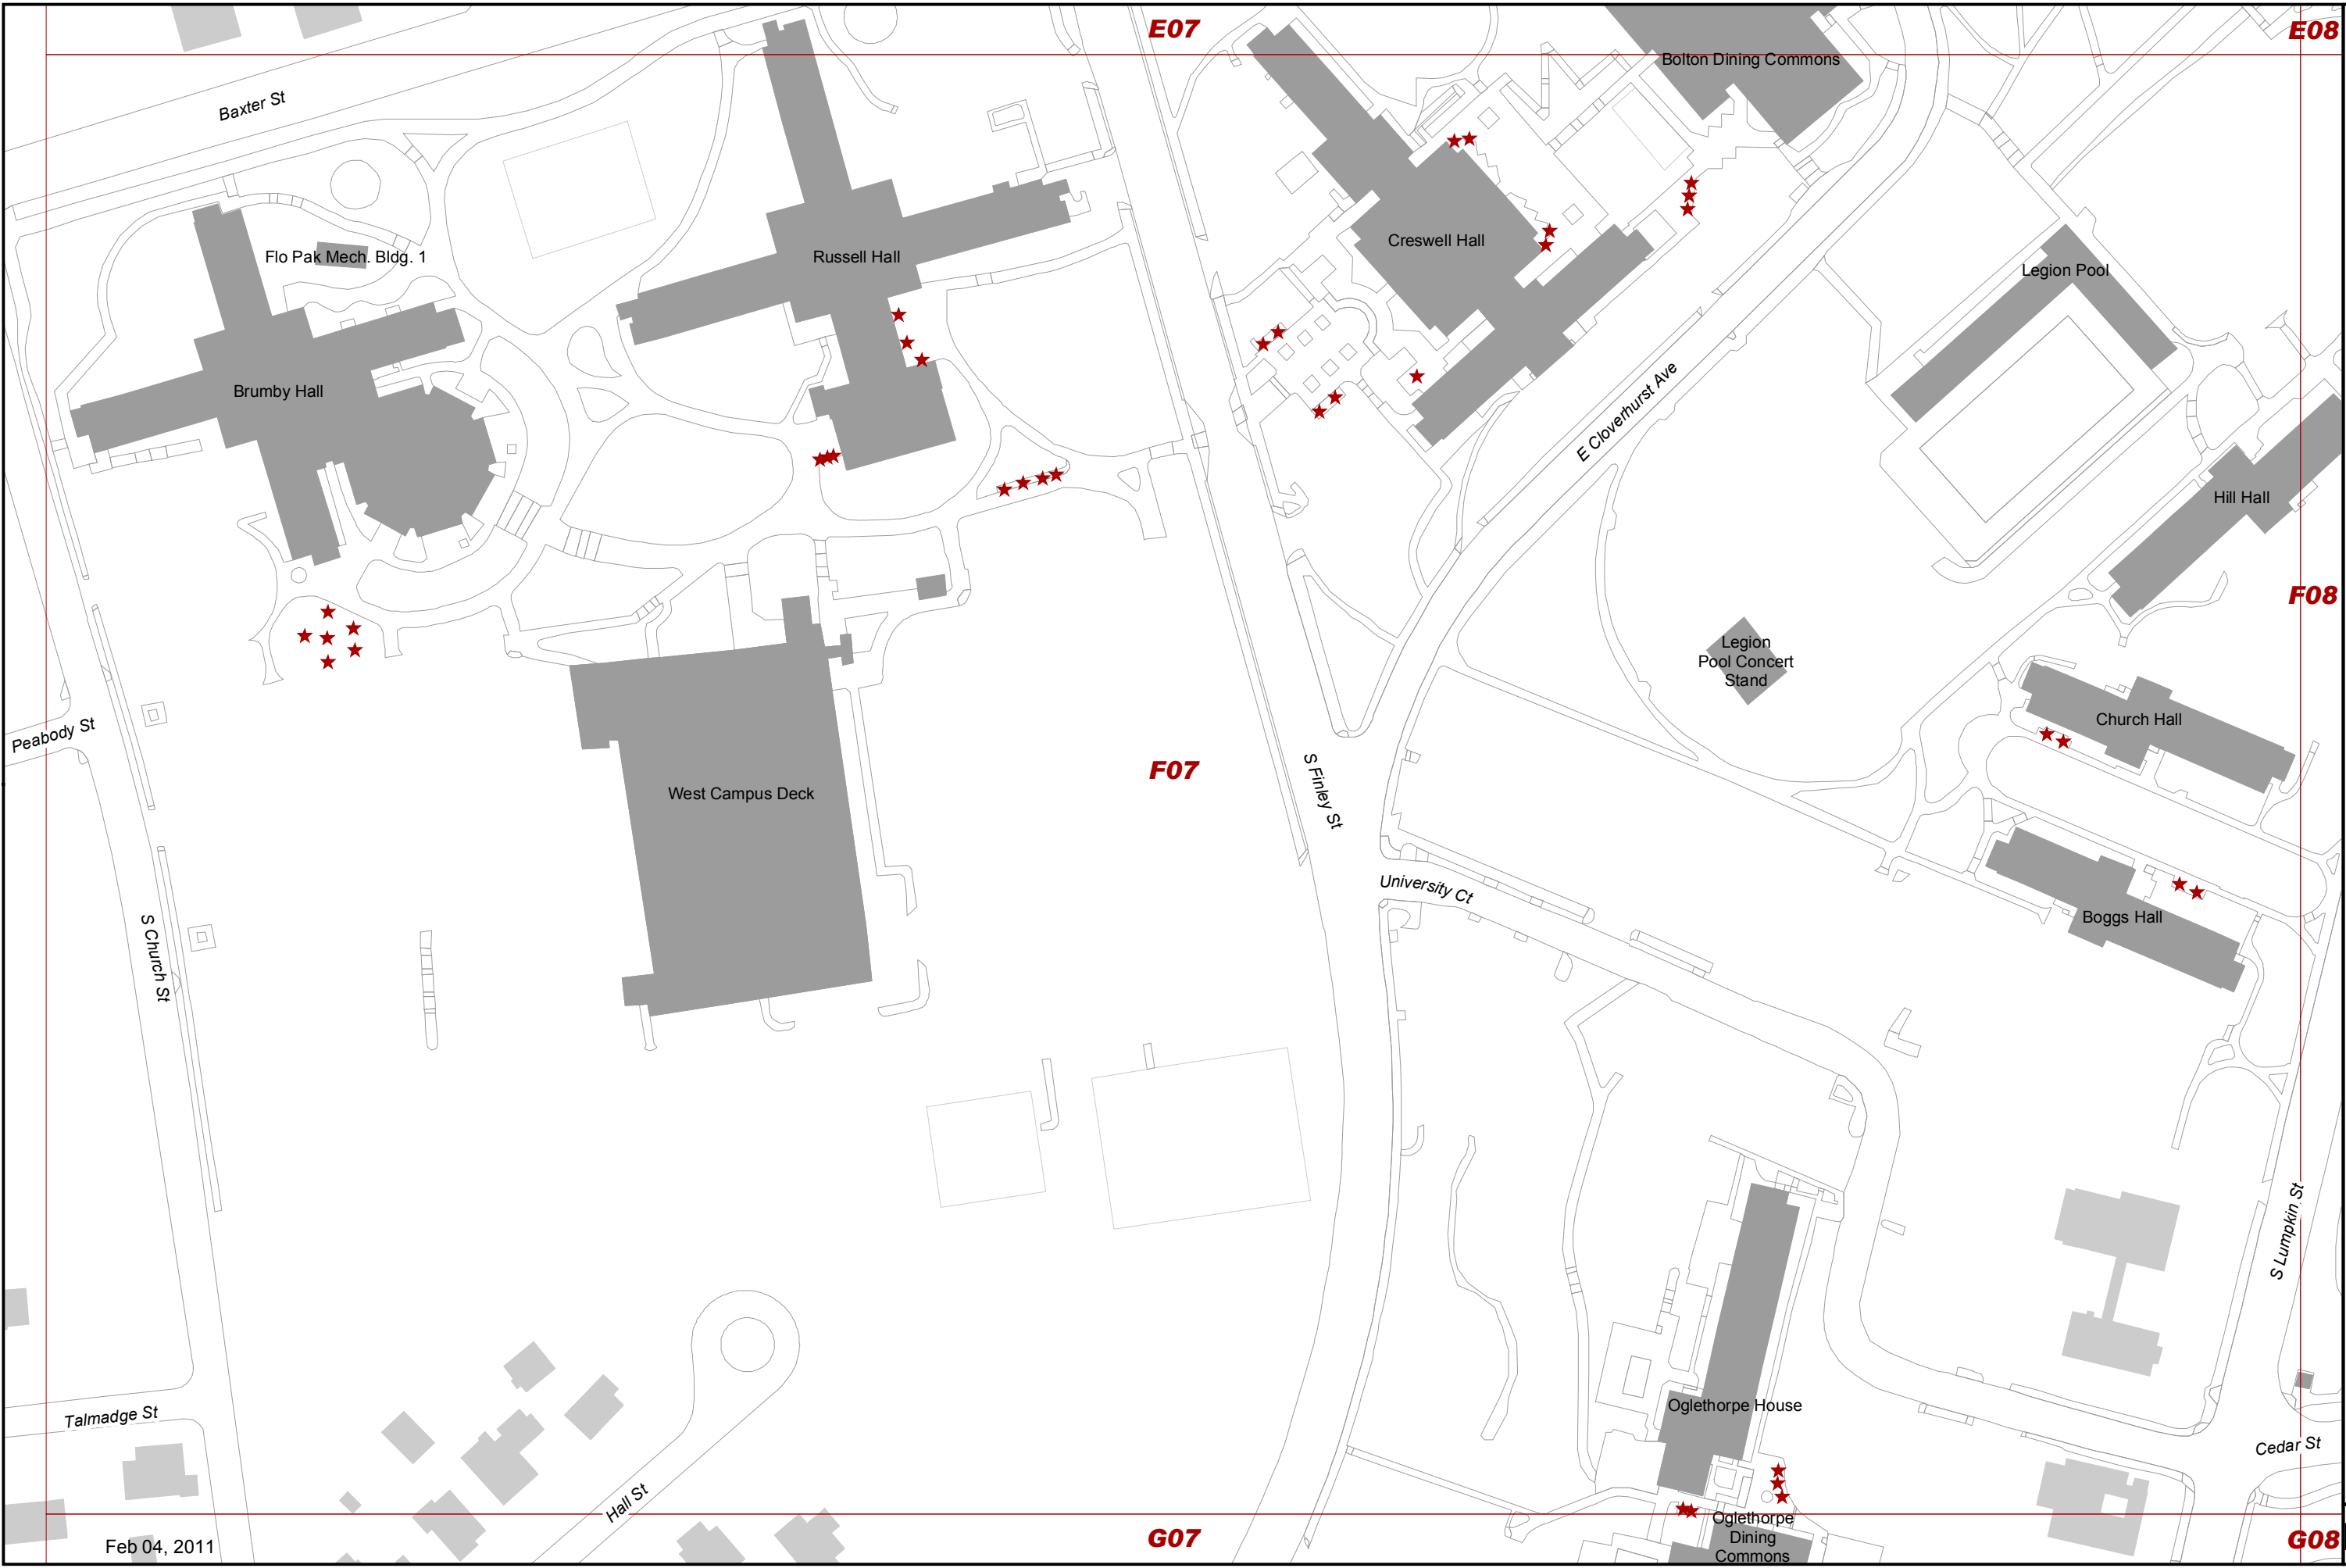 E07
E08
Bolton Dining Commons
Baxter St
Creswell Hall
Flo Pak Mech. Bldg. 1
Russell Hall
Legion Pool
Brumby Hall
E Cloverhurst Ave
Hill Hall
F08
Legion
Pool Concert
Stand
Church Hall
Peabody St
F07
S Finley St
West Campus Deck
University Ct
Boggs Hall
S Church St
S Lumpkin St
Oglethorpe House
Talmadge St
Cedar St
Hall St
Oglethorpe
Dining
Commons
Feb 04, 2011
G07
G08